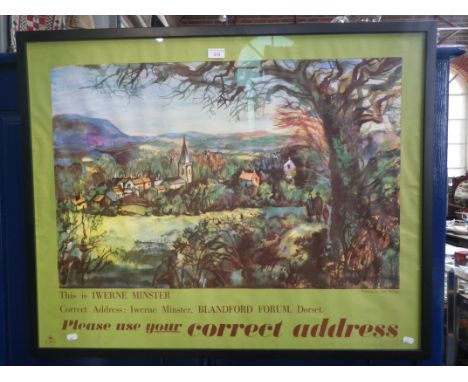 This is IWERNE MINSTER
Correct Address: Iwerne Minster, BLANDFORD FORUM, Dorset.
Please use your correct address